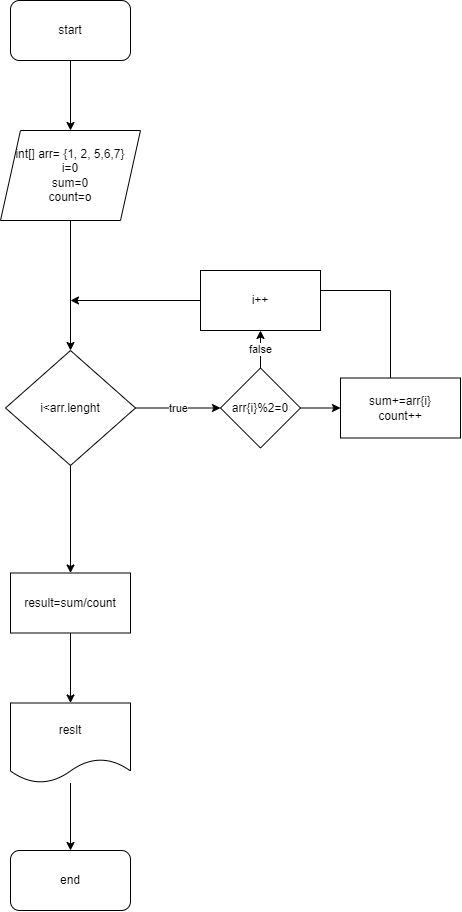 start
int[] arr= {1, 2, 5,6,7}
i=0
sum=0
count=o
i++
false
i<arr.lenght
true
arr{i}%2=0
sum+=arr{i}
count++
result=sum/count
reslt
end